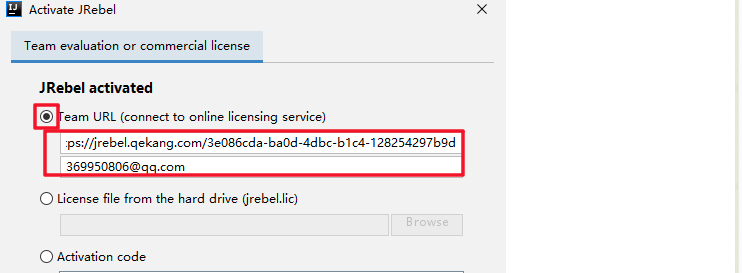 Activate JRebel
Team evaluation or commercial license
JRebel activated
Team URL (connect to online licensing service)
:ps://jrebel.qekang.com/3e086cda-ba0d-4dbc-b1c4-128254297b9d
369950806@qq.com
License file from the hard drive (jrebel.lic)
Browse
Activation code